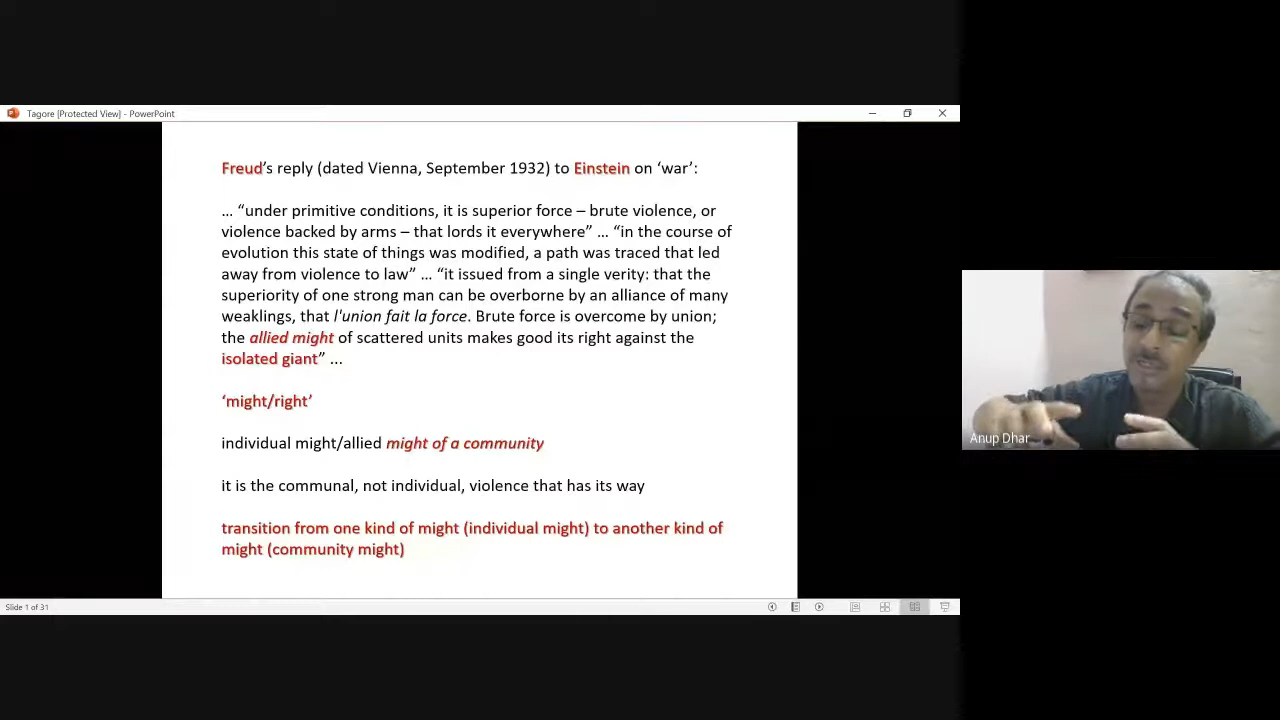 Tagore [Protected View] - PowerPoint
Freud's reply (dated Vienna, September 1932) to Einstein on ‘war’:
… “under primitive conditions, it is superior force – brute violence, or
violence backed by arms – that lords it everywhere” … “in the course of
evolution this state of things was modified, a path was traced that led
away from violence to law” … “it issued from a single verity: that the
superiority of one strong man can be overborne by an alliance of many
weaklings, that l'union fait la force. Brute force is overcome by union;
the allied might of scattered units makes good its right against the
isolated giant” …
‘might/right’
individual might/allied might of a community
it is the communal, not individual, violence that has its way
transition from one kind of might (individual might) to another kind of
might (community might)
Anup Dhar
Slide 1 of 31